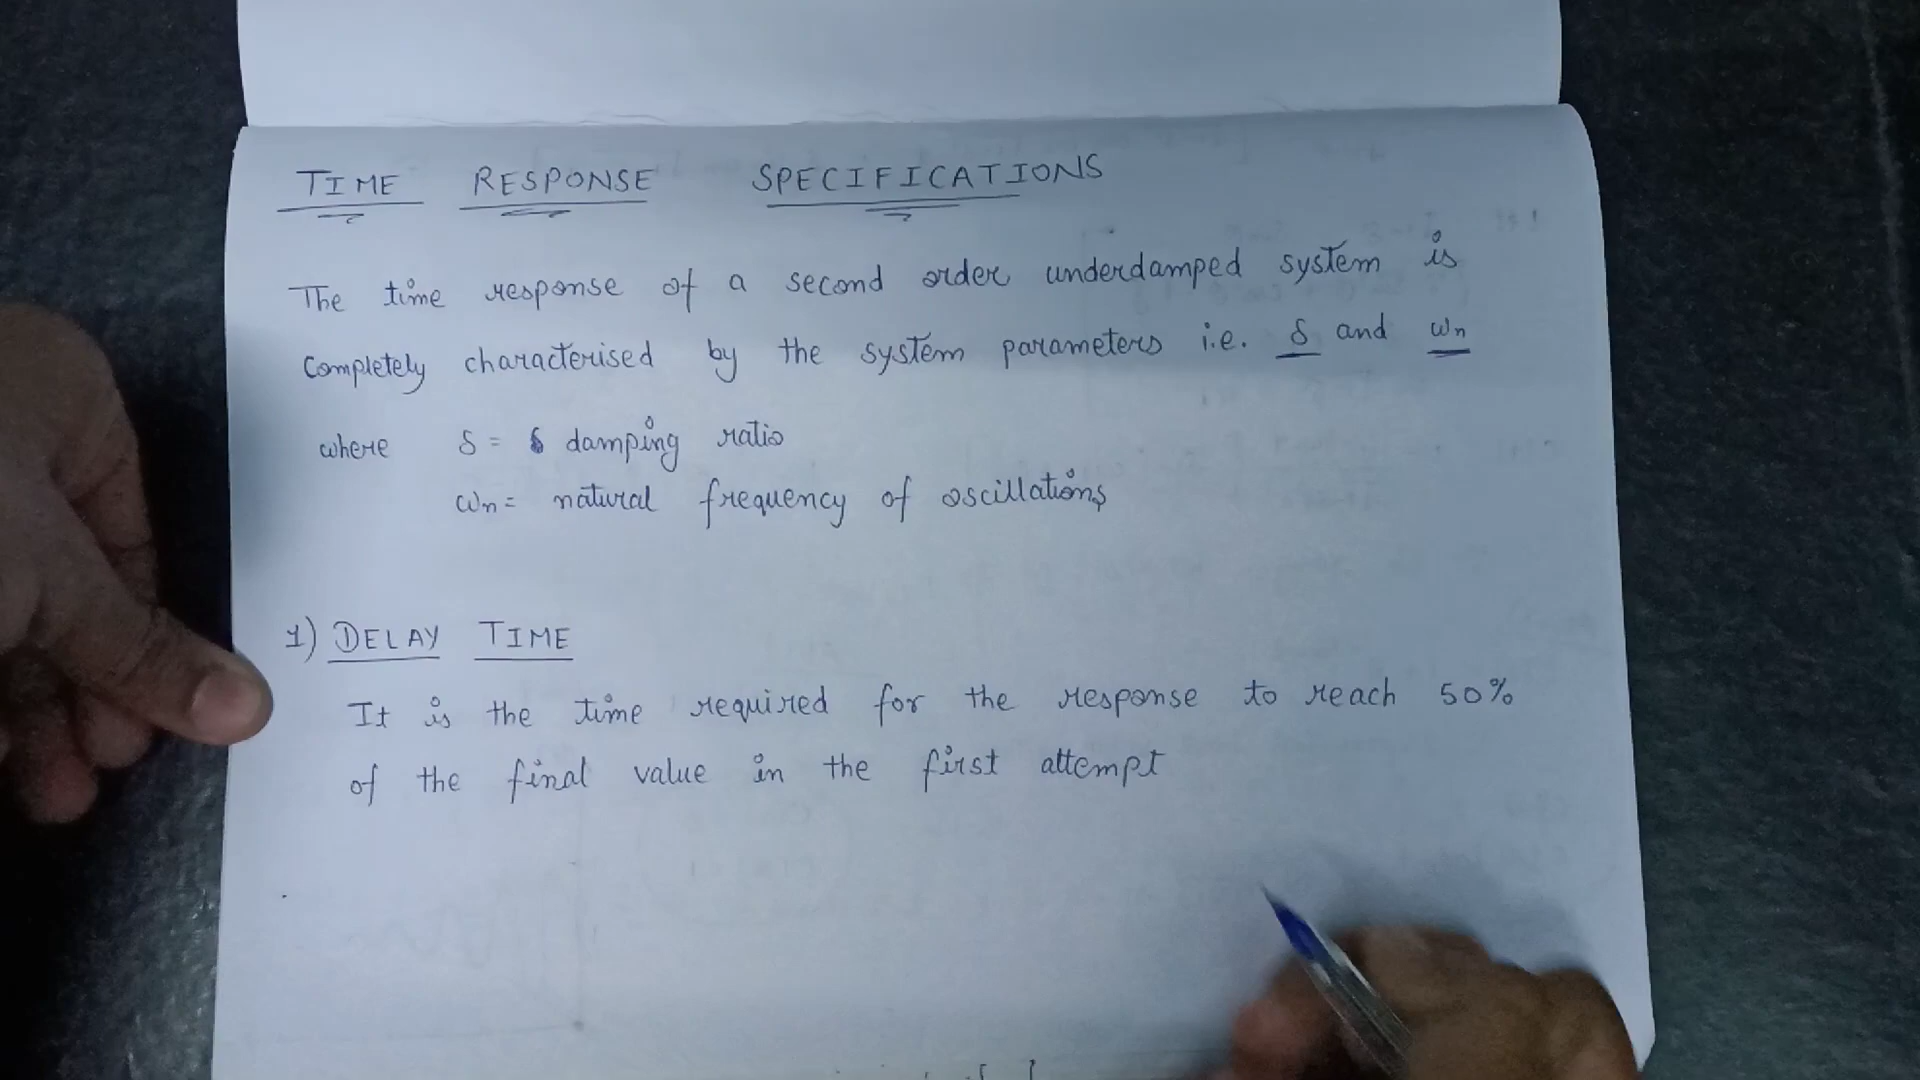 TIME RESPONSE SPECIFICATIONS
The time response of a second order underdamped system is
completely characterised by the system parameters i.e. δ and ωn
where δ = damping ratio
ωn = natural frequency of oscillations
1) DELAY TIME
It is the time required for the response to reach 50%
of the final value in the first attempt